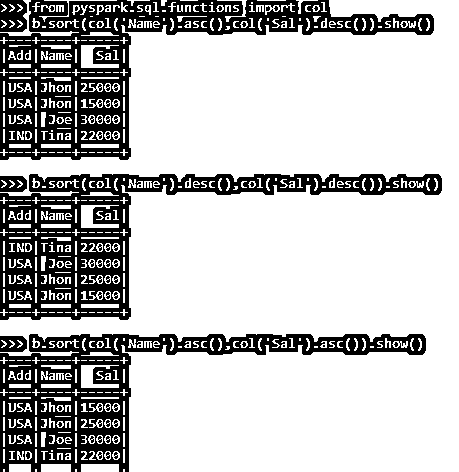 >>> from pyspark.sql.functions import col
>>> b.sort(col('Name').asc(),col('Sal').desc()).show()
+---+----+-----+
|Add|Name|  Sal|
+---+----+-----+
|USA|Jhon|25000|
|USA|Jhon|15000|
|USA| Joe|30000|
|IND|Tina|22000|
+---+----+-----+
>>> b.sort(col('Name').desc(),col('Sal').desc()).show()
+---+----+-----+
|Add|Name|  Sal|
+---+----+-----+
|IND|Tina|22000|
|USA| Joe|30000|
|USA|Jhon|25000|
|USA|Jhon|15000|
+---+----+-----+
>>> b.sort(col('Name').asc(),col('Sal').asc()).show()
+---+----+-----+
|Add|Name|  Sal|
+---+----+-----+
|USA|Jhon|15000|
|USA|Jhon|25000|
|USA| Joe|30000|
|IND|Tina|22000|
+---+----+-----+